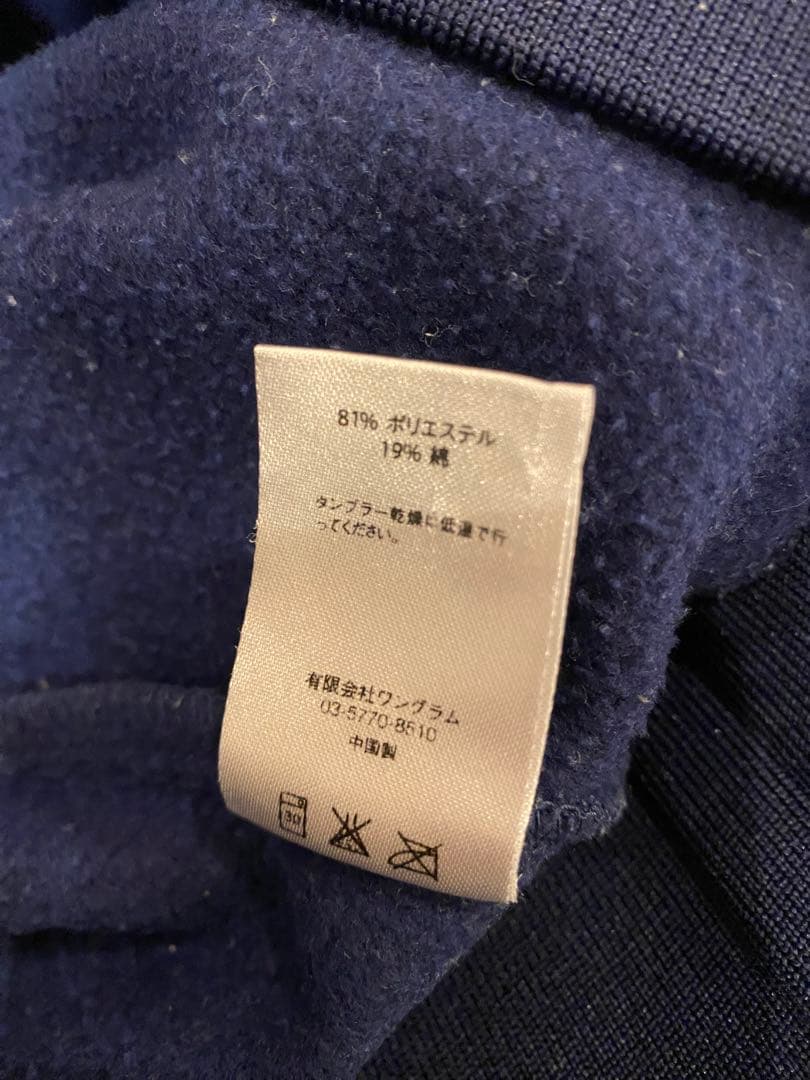 81% ポリエステル
19% 綿
タンブラー乾燥に低温で行
ってください。
有限会社ワングラム
03-5770-8510
中国製
30